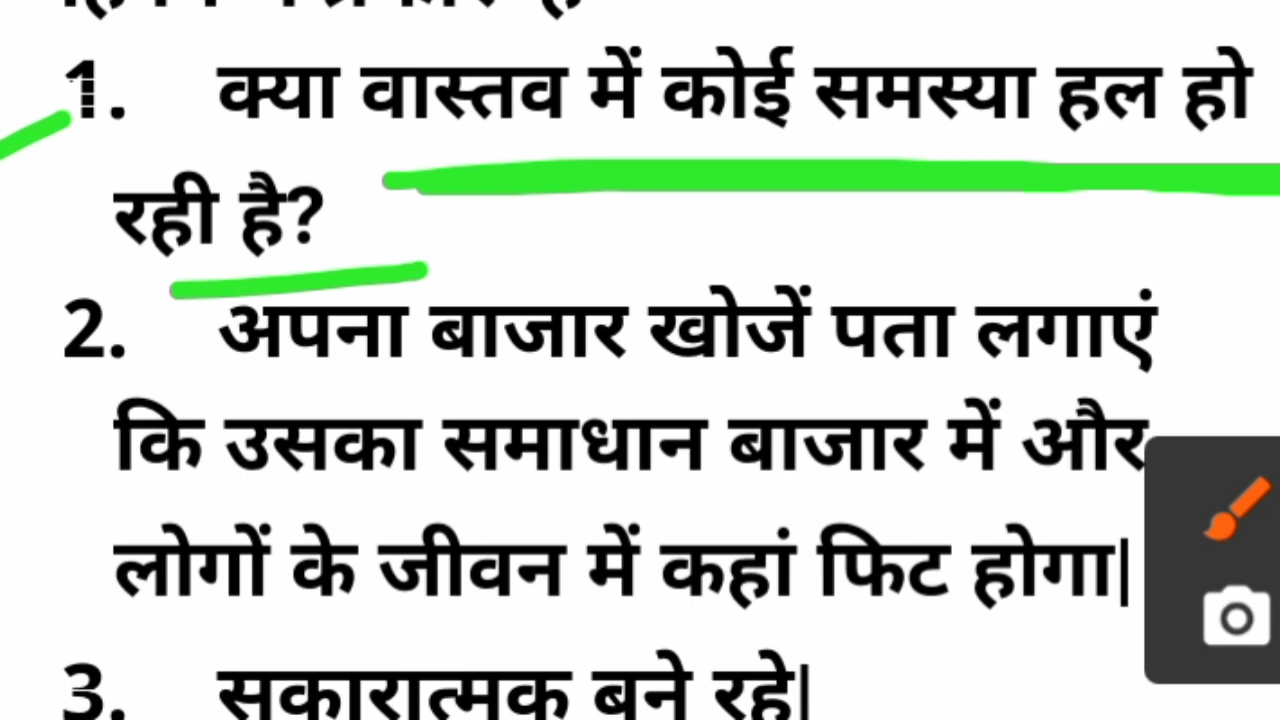 1. क्या वास्तव में कोई समस्या हल हो
रही है?
2. अपना बाजार खोजें पता लगाएं
कि उसका समाधान बाजार में और
लोगों के जीवन में कहां फिट होगा|
3. सकारात्मक बने रहे|